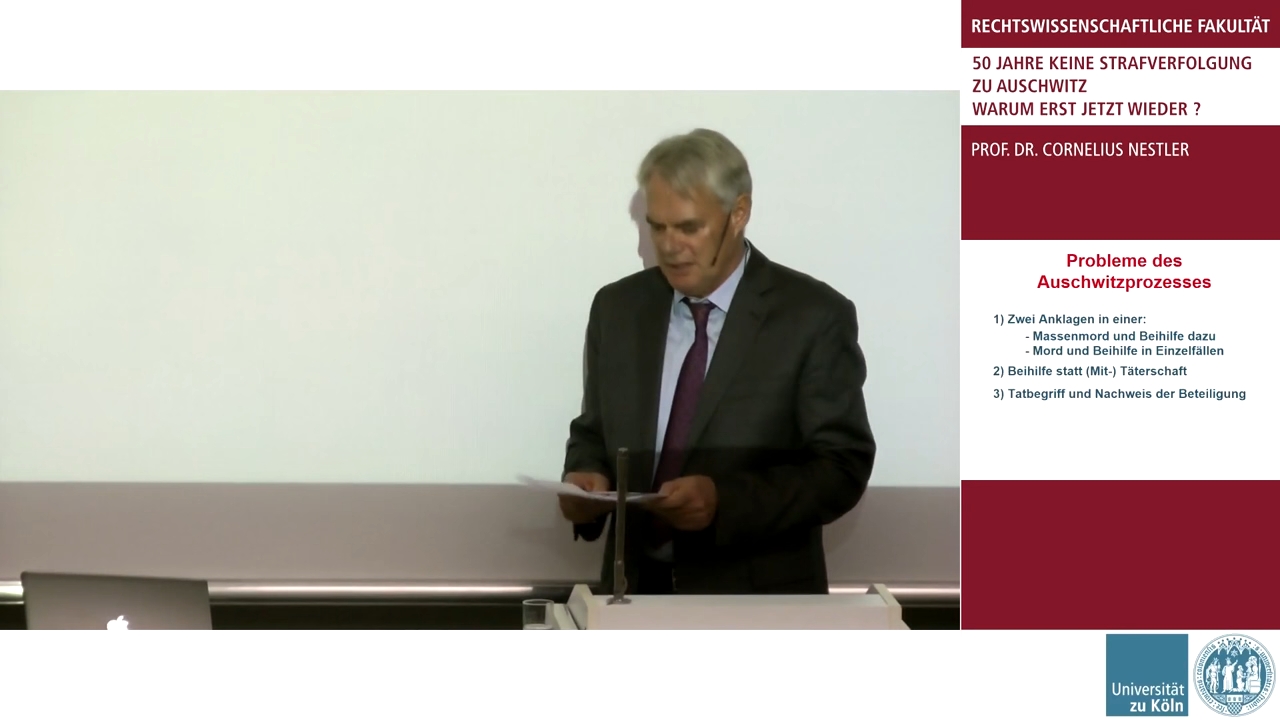 RECHTSWISSENSCHAFTLICHE FAKULTÄT
50 JAHRE KEINE STRAFVERFOLGUNG
ZU AUSCHWITZ
WARUM ERST JETZT WIEDER ?
PROF. DR. CORNELIUS NESTLER
Probleme des
Auschwitzprozesses
1) Zwei Anklagen in einer:
- Massenmord und Beihilfe dazu
- Mord und Beihilfe in Einzelfällen
2) Beihilfe statt (Mit-) Täterschaft
3) Tatbegriff und Nachweis der Beteiligung
Universität
zu Köln